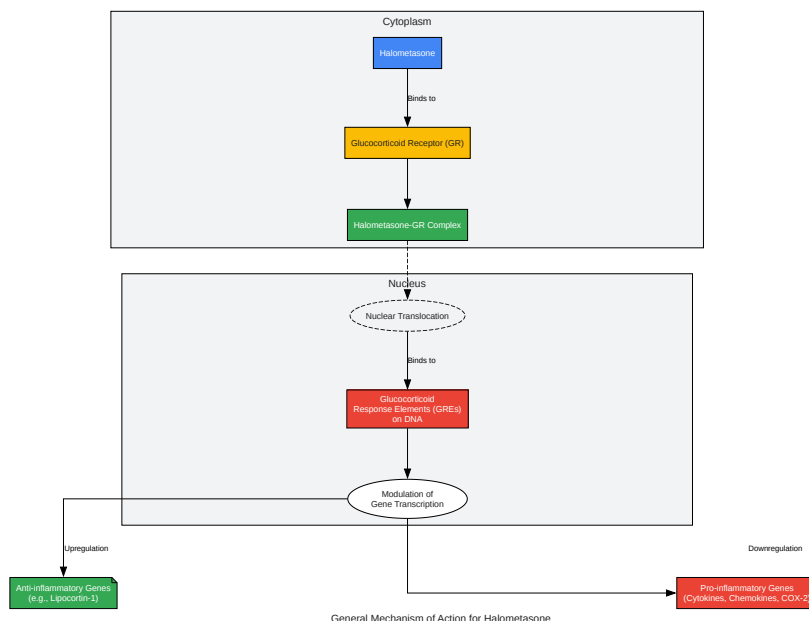 Cytoplasm
Halometasone
Binds to
Glucocorticoid Receptor (GR)
Halometasone-GR Complex
Nucleus
Nuclear Translocation
Binds to
Glucocorticoid
Response Elements (GREs)
on DNA
Modulation of
Gene Transcription
Upregulation
Downregulation
Anti-inflammatory Genes
(e.g., Lipocortin-1)
Pro-inflammatory Genes
(Cytokines, Chemokines, COX-2)
General Mechanism of Action for Halometasone